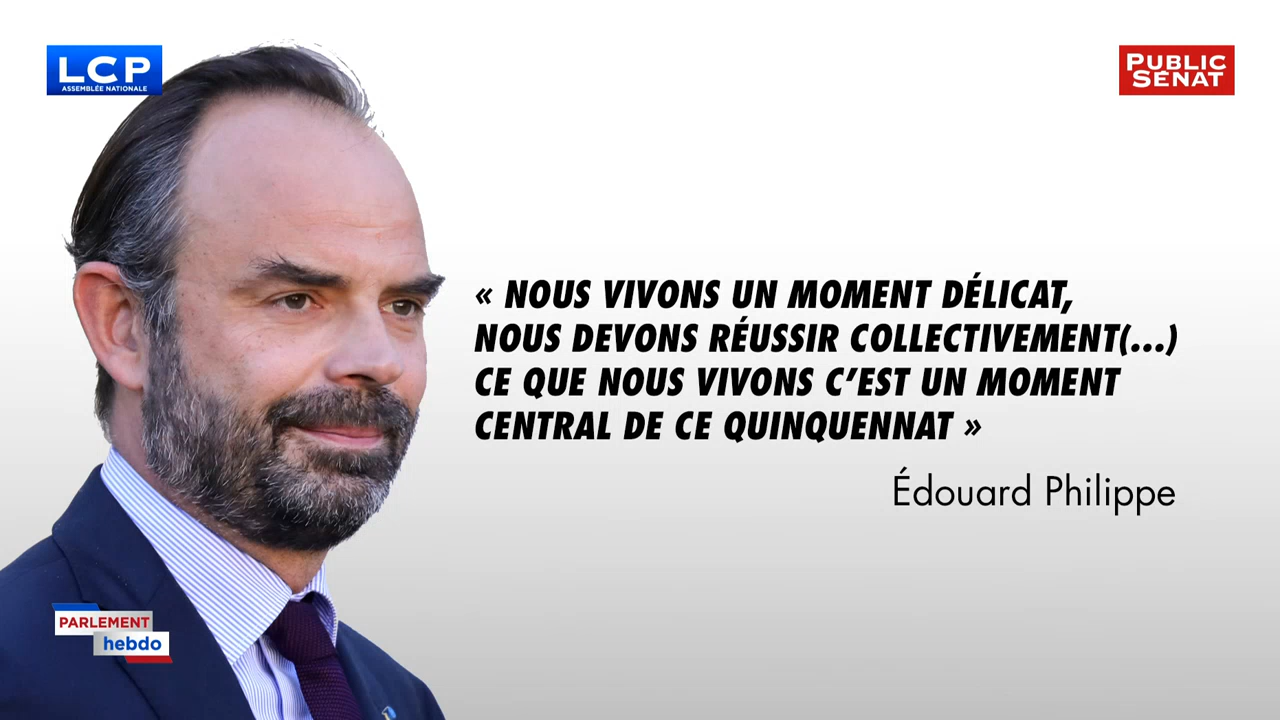 LCP
ASSEMBLÉE NATIONALE
PUBLIC
SÉNAT
« NOUS VIVONS UN MOMENT DÉLICAT,
NOUS DEVONS RÉUSSIR COLLECTIVEMENT(...)
CE QUE NOUS VIVONS C’EST UN MOMENT
CENTRAL DE CE QUINQUENNAT »
Édouard Philippe
PARLEMENT
hebdo